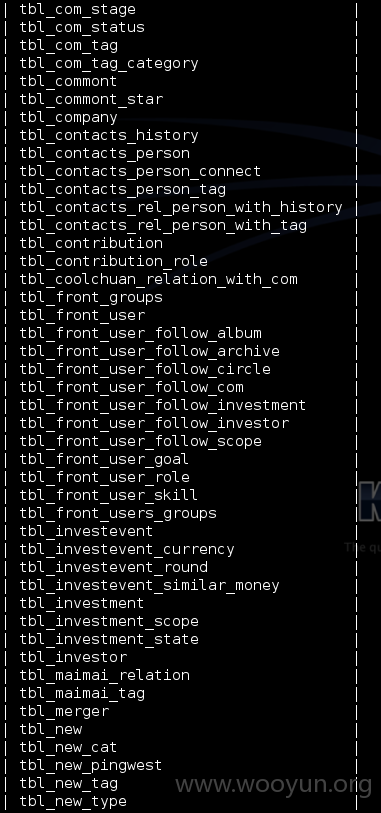 | tbl_com_stage |
| tbl_com_status |
| tbl_com_tag |
| tbl_com_tag_category |
| tbl_commont |
| tbl_commont_star |
| tbl_company |
| tbl_contacts_history |
| tbl_contacts_person |
| tbl_contacts_person_connect |
| tbl_contacts_person_tag |
| tbl_contacts_rel_person_with_history |
| tbl_contacts_rel_person_with_tag |
| tbl_contribution |
| tbl_contribution_role |
| tbl_coolchuan_relation_with_com |
| tbl_front_groups |
| tbl_front_user |
| tbl_front_user_follow_album |
| tbl_front_user_follow_archive |
| tbl_front_user_follow_circle |
| tbl_front_user_follow_com |
| tbl_front_user_follow_investment |
| tbl_front_user_follow_investor |
| tbl_front_user_follow_scope |
| tbl_front_user_goal |
| tbl_front_user_role |
| tbl_front_user_skill |
| tbl_front_users_groups |
| tbl_investevent |
| tbl_investevent_currency |
| tbl_investevent_round |
| tbl_investevent_similar_money |
| tbl_investment |
| tbl_investment_scope |
| tbl_investment_state |
| tbl_investor |
| tbl_maimai_relation |
| tbl_maimai_tag |
| tbl_merger |
| tbl_new |
| tbl_new_cat |
| tbl_new_pingwest |
| tbl_new_tag |
| tbl_new_type |
K
The qu
www.wooyun.org